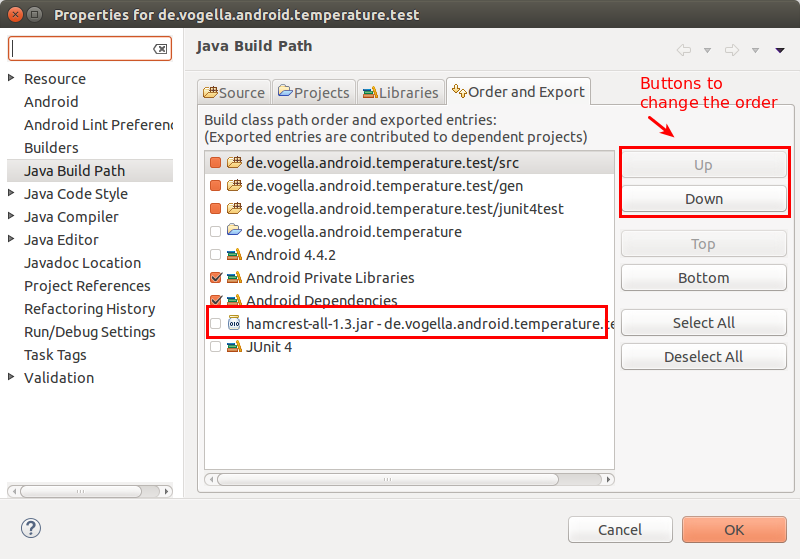 Properties for de.vogella.android.temperature.test
Java Build Path
Resource
Android
Android Lint Preferenc
Builders
Java Build Path
Java Code Style
Java Compiler
Java Editor
Javadoc Location
Project References
Refactoring History
Run/Debug Settings
Task Tags
Validation
Source
Projects
Libraries
Order and Export
Build class path order and exported entries:
(Exported entries are contributed to dependent projects)
de.vogella.android.temperature.test/src
de.vogella.android.temperature.test/gen
de.vogella.android.temperature.test/junit4test
de.vogella.android.temperature
Android 4.4.2
Android Private Libraries
Android Dependencies
hamcrest-all-1.3.jar - de.vogella.android.temperature.te
JUnit 4
Buttons to
change the order
Up
Down
Top
Bottom
Select All
Deselect All
?
Cancel
OK